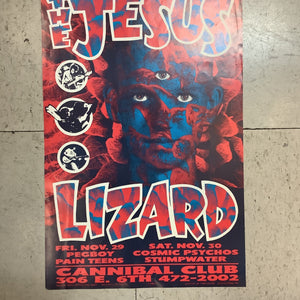 THE
JESUS
LIZARD
FRI. NOV. 29 SAT. NOV. 30
PEGBOY COSMIC PSYCHOS
PAIN TEENS STUMPWATER
CANNIBAL CLUB
306 E. 6TH 472-2002